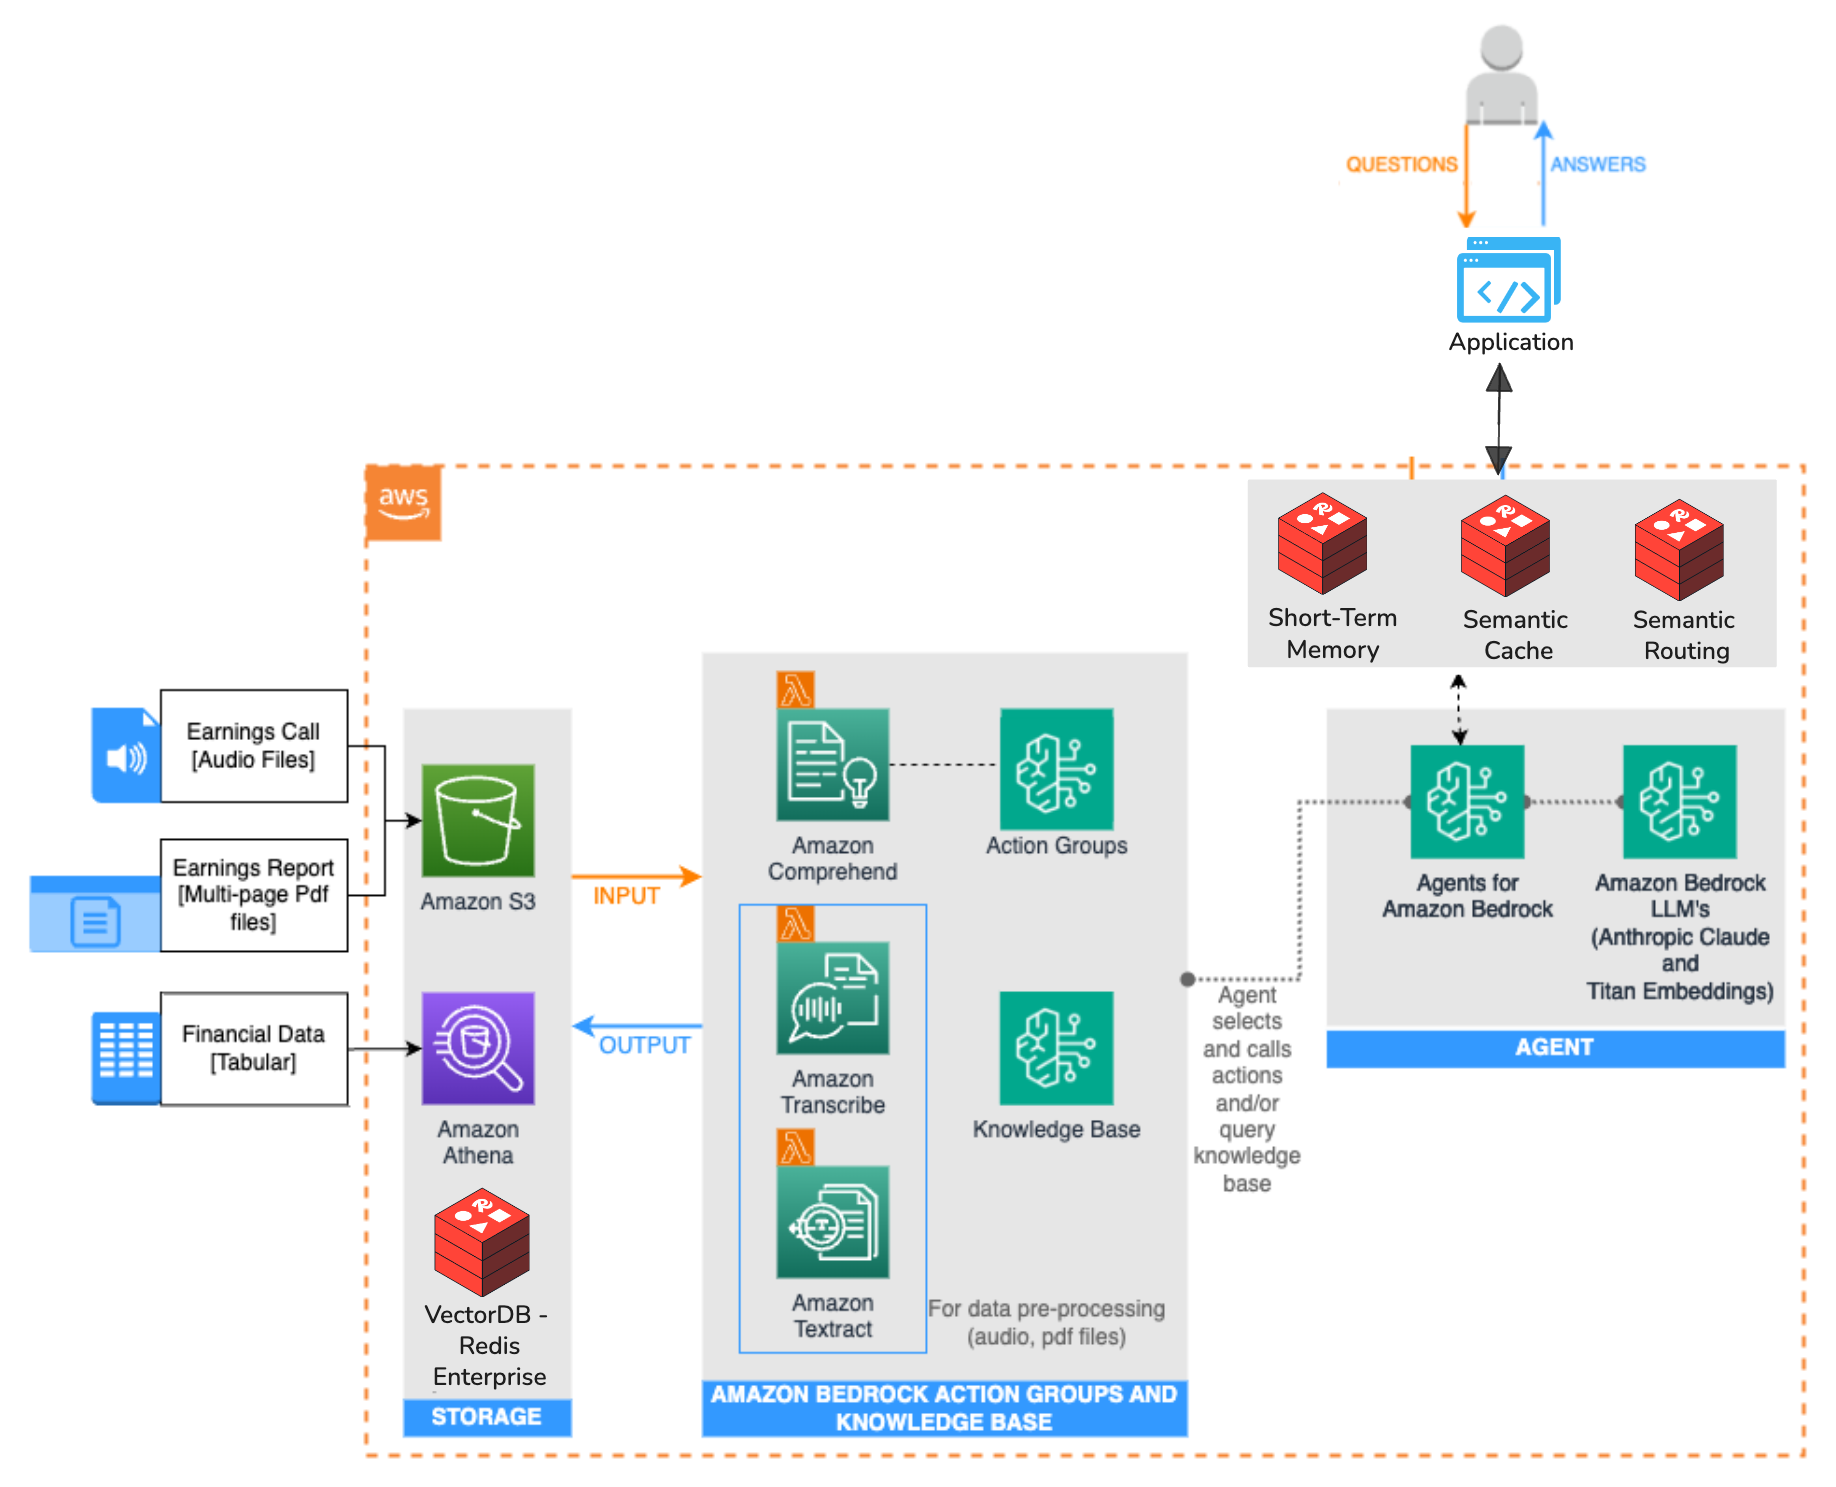 QUESTIONS
ANSWERS
Application
aws
Short-Term
Memory
Semantic
Cache
Semantic
Routing
Earnings Call
[Audio Files]
Earnings Report
[Multi-page Pdf
files]
Financial Data
[Tabular]
Amazon S3
Amazon
Athena
VectorDB -
Redis
Enterprise
STORAGE
INPUT
OUTPUT
Amazon
Comprehend
Action Groups
Amazon
Transcribe
Knowledge Base
Amazon
Textract
For data pre-processing
(audio, pdf files)
AMAZON BEDROCK ACTION GROUPS AND
KNOWLEDGE BASE
Agent
selects
and calls
actions
and/or
query
knowledge
base
Agents for
Amazon Bedrock
Amazon Bedrock
LLM's
(Anthropic Claude
and
Titan Embeddings)
AGENT